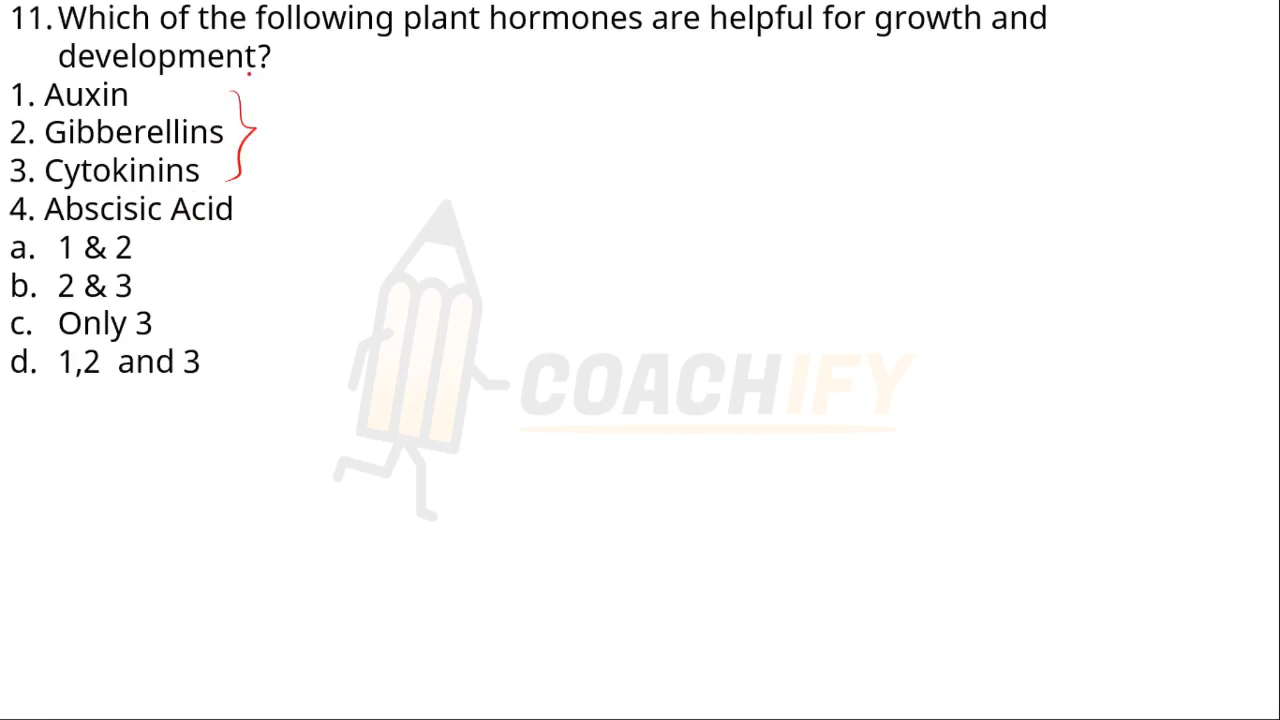 11. Which of the following plant hormones are helpful for growth and
development?
1. Auxin
2. Gibberellins
3. Cytokinins
4. Abscisic Acid
a. 1 & 2
b. 2 & 3
c. Only 3
d. 1,2 and 3
COACHIFY